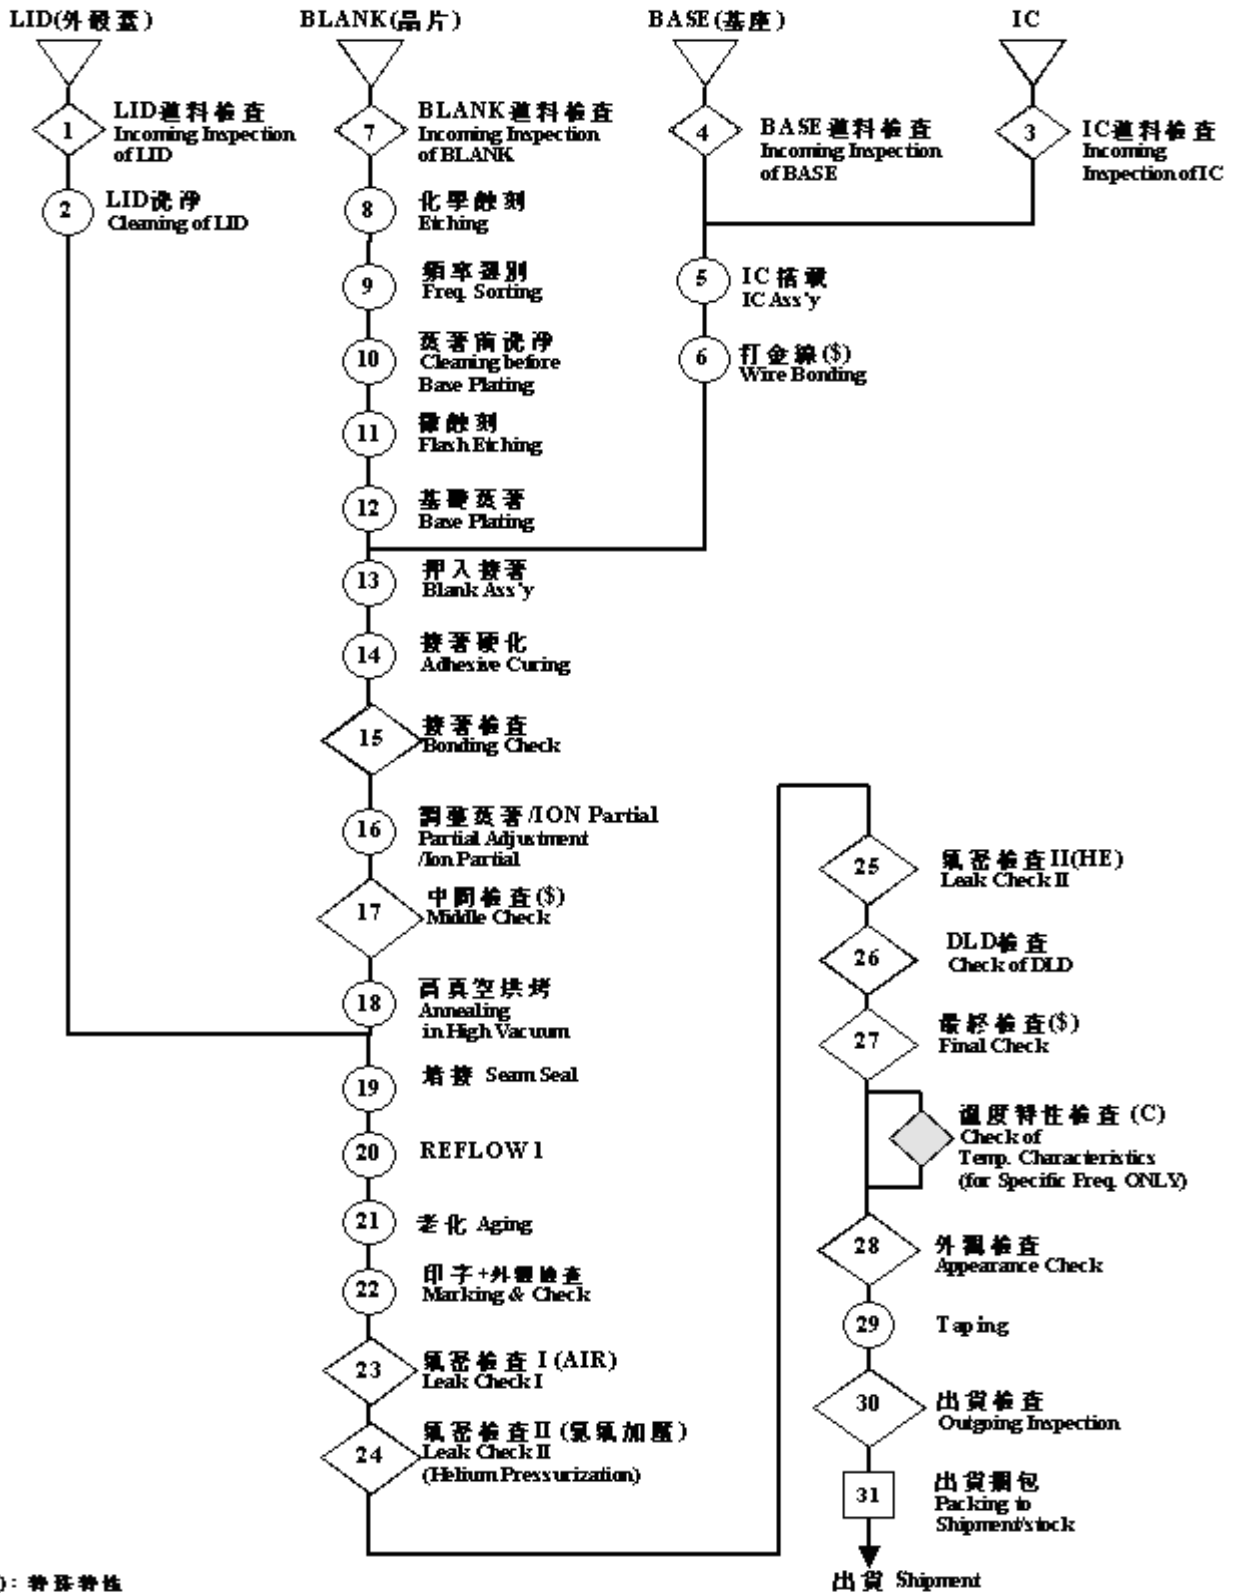 LID(外殼蓋)
BLANK(晶片)
BASE(基座)
IC
1
LID進料檢查
Incoming Inspection
of LID
7
BLANK進料檢查
Incoming Inspection
of BLANK
4
BASE進料檢查
Incoming Inspection
of BASE
3
IC進料檢查
Incoming
Inspection of IC
2
LID洗淨
Cleaning of LID
8
化學蝕刻
Etching
9
頻率選別
Freq. Sorting
5
IC 搭載
IC Ass'y
10
蒸著前洗淨
Cleaning before
Base Plating
6
打金線($)
Wire Bonding
11
微蝕刻
Flash Etching
12
基礎蒸著
Base Plating
13
押入接著
Blank Ass'y
14
接著硬化
Adhesive Curing
15
接著檢查
Bonding Check
16
調整蒸著/ION Partial
Partial Adjustment
/Ion Partial
17
中間檢查($)
Middle Check
18
高真空烘烤
Annealing
in High Vacuum
19
熔接 Seam Seal
20
REFLOW 1
21
老化 Aging
22
印字+外觀檢查
Marking & Check
23
氣密檢查 I (AIR)
Leak Check I
24
氣密檢查 II (氦氣加壓)
Leak Check II
(Helium Pressurization)
25
氣密檢查 II(HE)
Leak Check II
26
DLD檢查
Check of DLD
27
最終檢查($)
Final Check
溫度特性檢查 (C)
Check of
Temp. Characteristics
(for Specific Freq. ONLY)
28
外觀檢查
Appearance Check
29
Taping
30
出貨檢查
Outgoing Inspection
31
出貨捆包
Packing to
Shipment/stock
出貨 Shipment
): 特殊特性